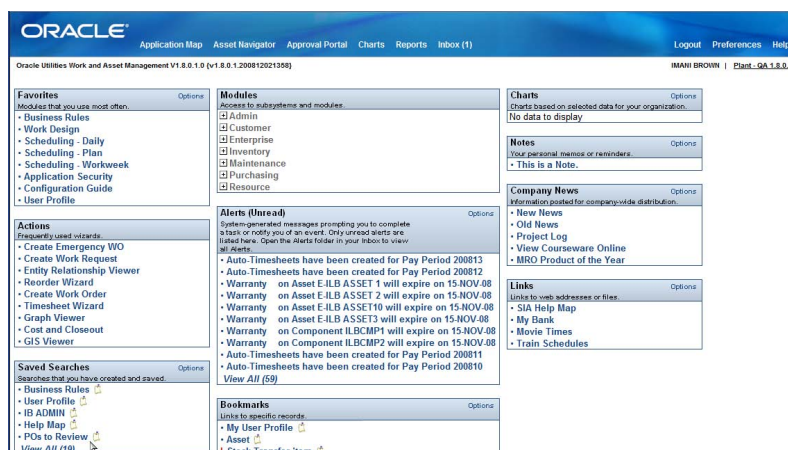 ORACLE
Application Map Asset Navigator Approval Portal Charts Reports Inbox (1) Logout Preferences Help
Oracle Utilities Work and Asset Management V1.8.0.1.0 (v1.8.0.1.200812021358) IMANI BROWN | Plant - QA 1.8.0.
Favorites Options
Modules that you use most often.
• Business Rules
• Work Design
• Scheduling - Daily
• Scheduling - Plan
• Scheduling - Workweek
• Application Security
• Configuration Guide
• User Profile
Actions
Frequently used wizards.
• Create Emergency WO
• Create Work Request
• Entity Relationship Viewer
• Reorder Wizard
• Create Work Order
• Timesheet Wizard
• Graph Viewer
• Cost and Closeout
• GIS Viewer
Saved Searches Options
Searches that you have created and saved.
• Business Rules
• User Profile
• IB ADMIN
• Help Map
• POs to Review
View All (19)
Modules
Access to subsystems and modules.
Admin
Customer
Enterprise
Inventory
Maintenance
Purchasing
Resource
Alerts (Unread) Options
System-generated messages prompting you to complete
a task or notify you of an event. Only unread alerts are
listed here. Open the Alerts folder in your Inbox to view
all Alerts.
• Auto-Timesheets have been created for Pay Period 200813
• Auto-Timesheets have been created for Pay Period 200812
• Warranty on Asset E-ILB ASSET 1 will expire on 15-NOV-08
• Warranty on Asset E-ILB ASSET 2 will expire on 15-NOV-08
• Warranty on Asset E-ILB ASSET10 will expire on 15-NOV-08
• Warranty on Asset E-ILB ASSET3 will expire on 15-NOV-08
• Warranty on Component ILBCMP1 will expire on 15-NOV-08
• Warranty on Component ILBCMP2 will expire on 15-NOV-08
• Auto-Timesheets have been created for Pay Period 200811
• Auto-Timesheets have been created for Pay Period 200810
View All (59)
Bookmarks Options
Links to specific records.
• My User Profile
• Asset
• Stock Transfer Item
Charts Options
Charts based on selected data for your organization.
No data to display
Notes Options
Your personal memos or reminders.
• This is a Note.
Company News Options
Information posted for company-wide distribution.
• New News
• Old News
• Project Log
• View Courseware Online
• MRO Product of the Year
Links Options
Links to web addresses or files.
• SIA Help Map
• My Bank
• Movie Times
• Train Schedules